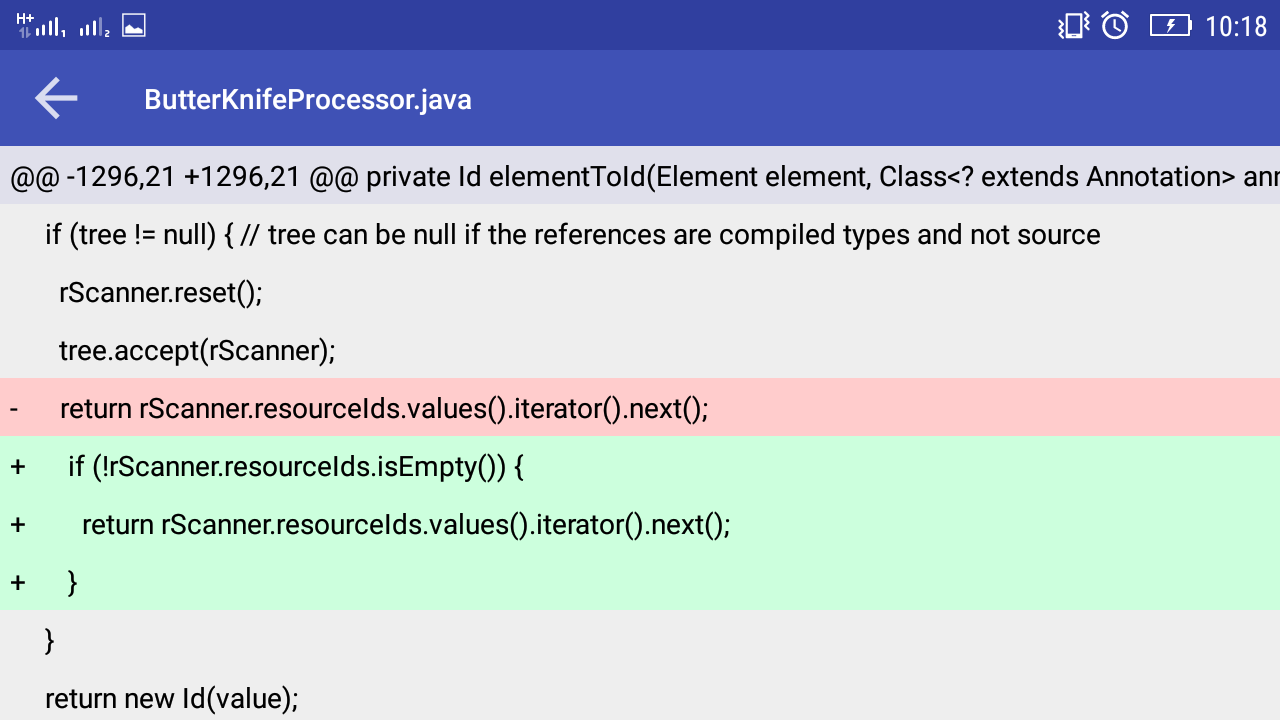 H+ 1 2 10:18
ButterKnifeProcessor.java
@@ -1296,21 +1296,21 @@ private Id elementToId(Element element, Class<? extends Annotation> ann
if (tree != null) { // tree can be null if the references are compiled types and not source
rScanner.reset();
tree.accept(rScanner);
- return rScanner.resourceIds.values().iterator().next();
+ if (!rScanner.resourceIds.isEmpty()) {
+ return rScanner.resourceIds.values().iterator().next();
+ }
}
return new Id(value);